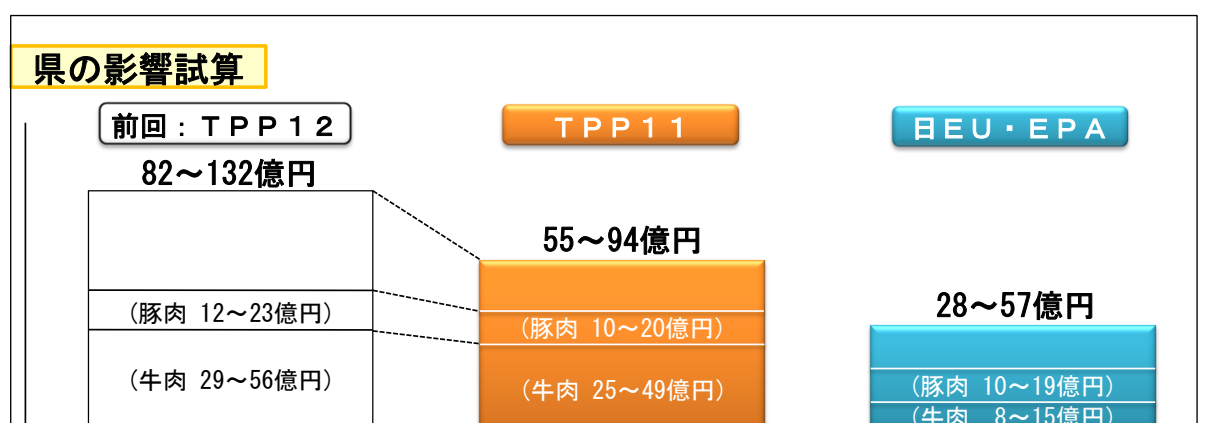 県の影響試算
前回：ＴＰＰ１２
ＴＰＰ１１
日ＥＵ・ＥＰＡ
82～132億円
55～94億円
28～57億円
（豚肉 12～23億円）
（豚肉 10～20億円）
（豚肉 10～19億円）
（牛肉 29～56億円）
（牛肉 25～49億円）
（牛肉 8～15億円）